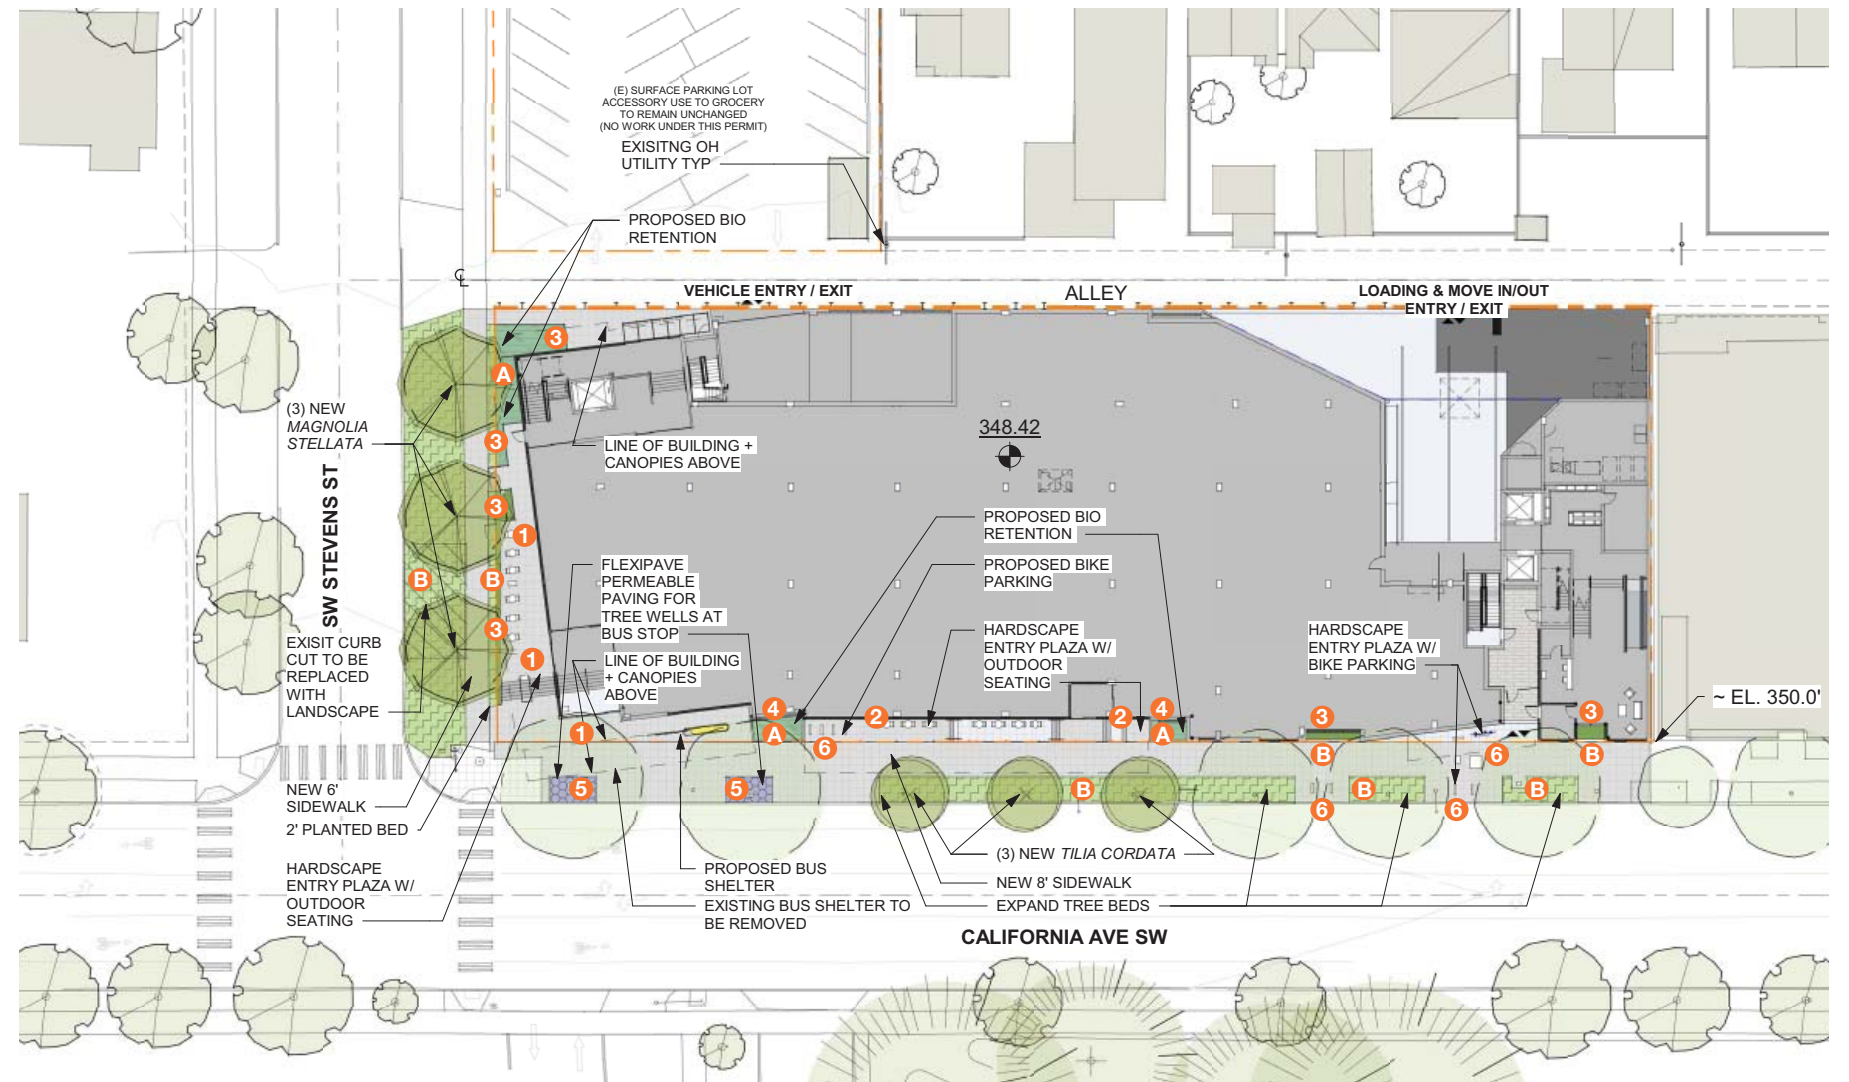 (E) SURFACE PARKING LOT
ACCESSORY USE TO GROCERY
TO REMAIN UNCHANGED
(NO WORK UNDER THIS PERMIT)
EXISITNG OH
UTILITY TYP
PROPOSED BIO
RETENTION
VEHICLE ENTRY / EXIT
ALLEY
LOADING & MOVE IN/OUT
ENTRY / EXIT
3
A
3
3
1
B
B
3
1
(3) NEW
MAGNOLIA
STELLATA
SW STEVENS ST
LINE OF BUILDING +
CANOPIES ABOVE
348.42
PROPOSED BIO
RETENTION
PROPOSED BIKE
PARKING
FLEXIPAVE
PERMEABLE
PAVING FOR
TREE WELLS AT
BUS STOP
LINE OF BUILDING
+ CANOPIES
ABOVE
HARDSCAPE
ENTRY PLAZA W/
OUTDOOR
SEATING
HARDSCAPE
ENTRY PLAZA W/
BIKE PARKING
EXISIT CURB
CUT TO BE
REPLACED
WITH
LANDSCAPE
~ EL. 350.0'
4
2
2
4
3
3
1
A
6
A
B
6
B
5
5
B
B
B
6
6
NEW 6'
SIDEWALK
2' PLANTED BED
HARDSCAPE
ENTRY PLAZA W/
OUTDOOR
SEATING
PROPOSED BUS
SHELTER
EXISTING BUS SHELTER TO
BE REMOVED
(3) NEW TILIA CORDATA
NEW 8' SIDEWALK
EXPAND TREE BEDS
CALIFORNIA AVE SW